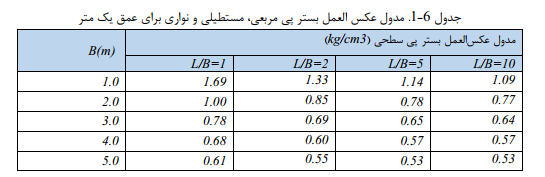 جدول 6-1. مدول عکس العمل بستر پی مربعی، مستطیلی و نواری برای عمق یک متر
B(m) مدول عکس‌العمل بستر پی سطحی (kg/cm3)
L/B=1 L/B=2 L/B=5 L/B=10
1.0 1.69 1.33 1.14 1.09
2.0 1.00 0.85 0.78 0.77
3.0 0.78 0.69 0.65 0.64
4.0 0.68 0.60 0.57 0.57
5.0 0.61 0.55 0.53 0.53